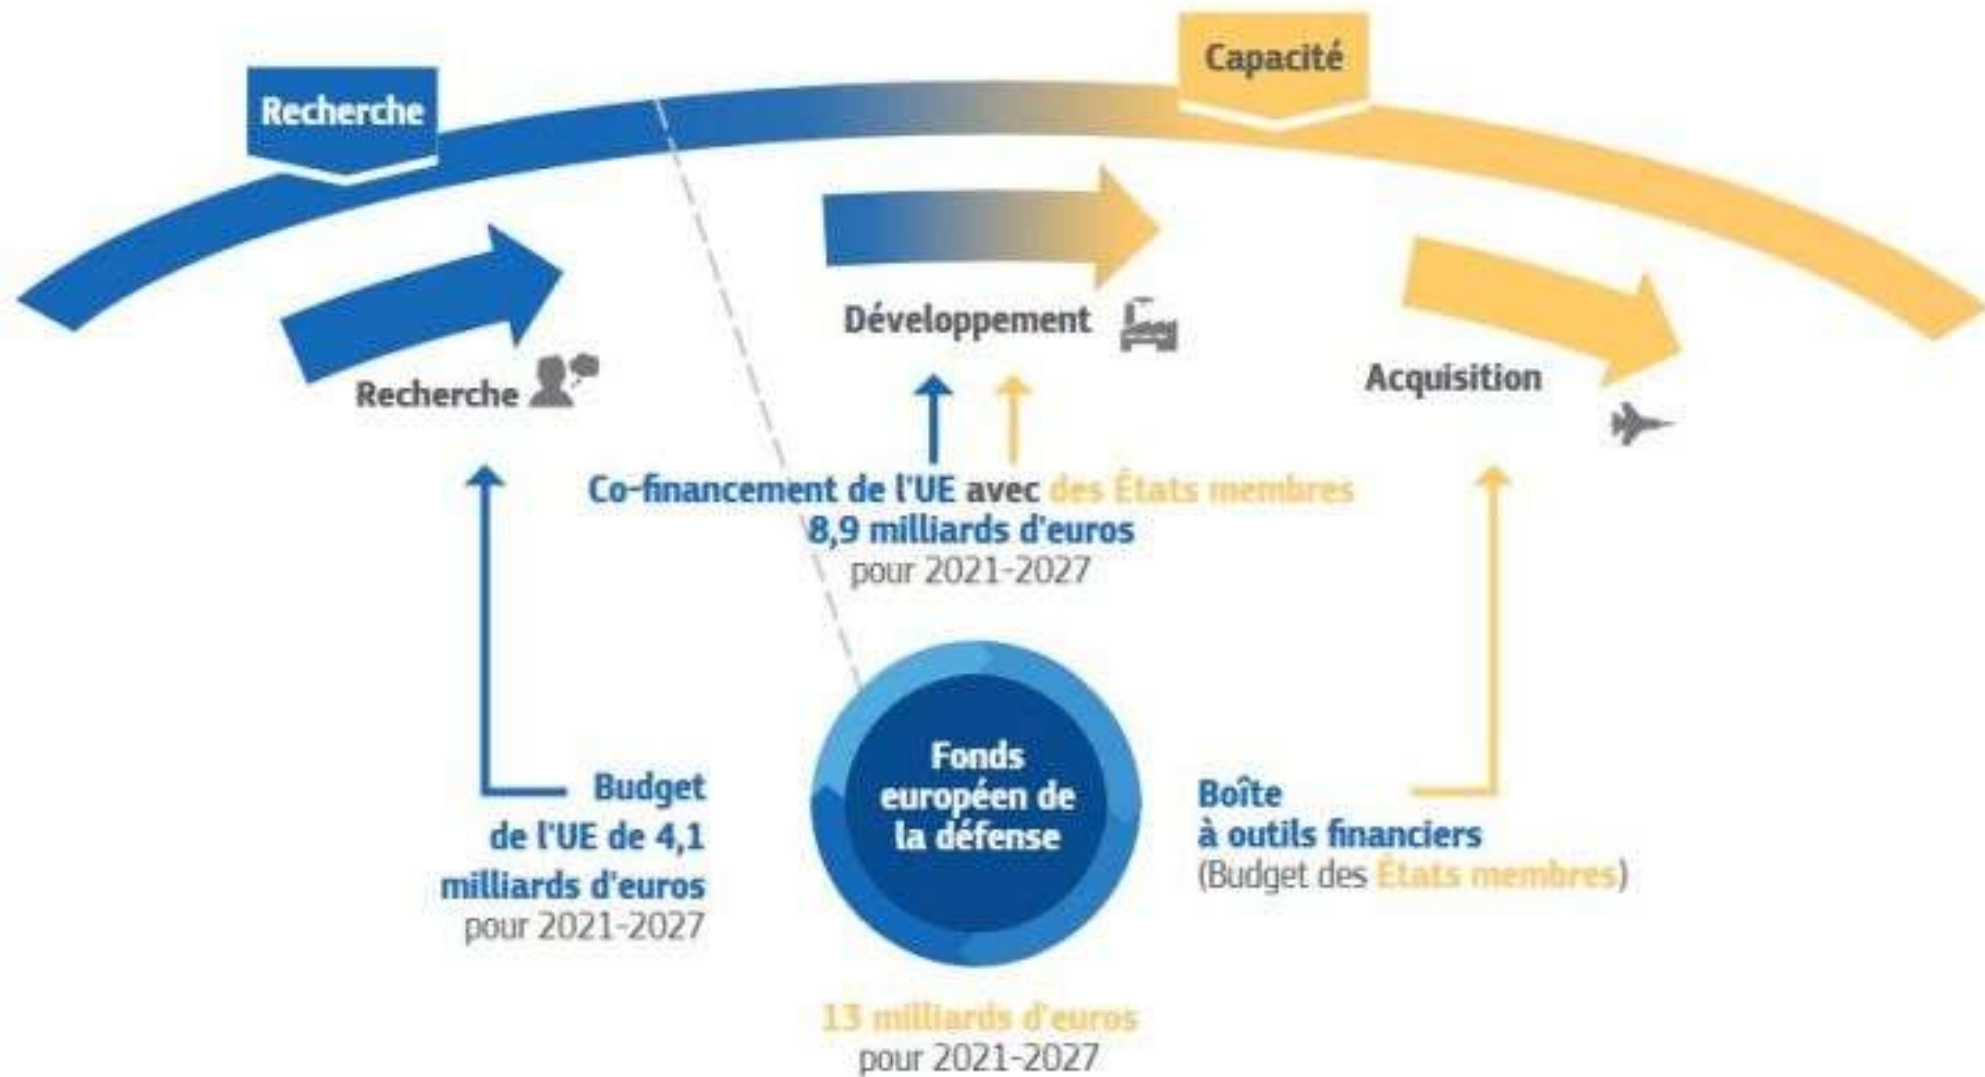 Recherche
Capacité
Recherche
Développement
Acquisition
Co-financement de l'UE avec des États membres
8,9 milliards d'euros
pour 2021-2027
Budget
de l'UE de 4,1
milliards d'euros
pour 2021-2027
Fonds
européen de
la défense
Boîte
à outils financiers
(Budget des États membres)
13 milliards d'euros
pour 2021-2027